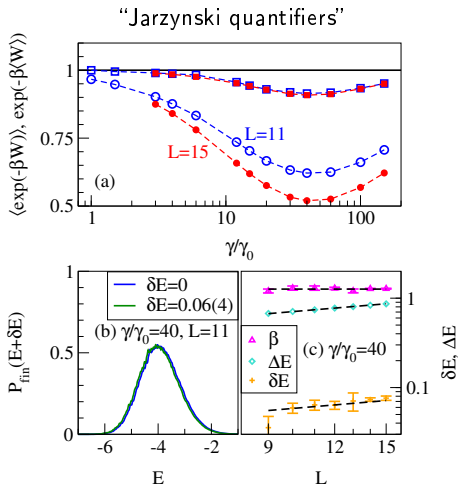 “Jarzynski quantifiers”
⟨exp(-βW)⟩, exp(-β⟨W⟩)
1
0.75
0.5
L=11
L=15
(a)
1
10
100
γ/γ0
P_fin(E+δE)
1
0.5
0
δE=0
δE=0.06(4)
(b) γ/γ0=40, L=11
-6
-4
-2
E
(c) γ/γ0=40
β
ΔE
δE
1
0.1
δE, ΔE
9
12
15
L